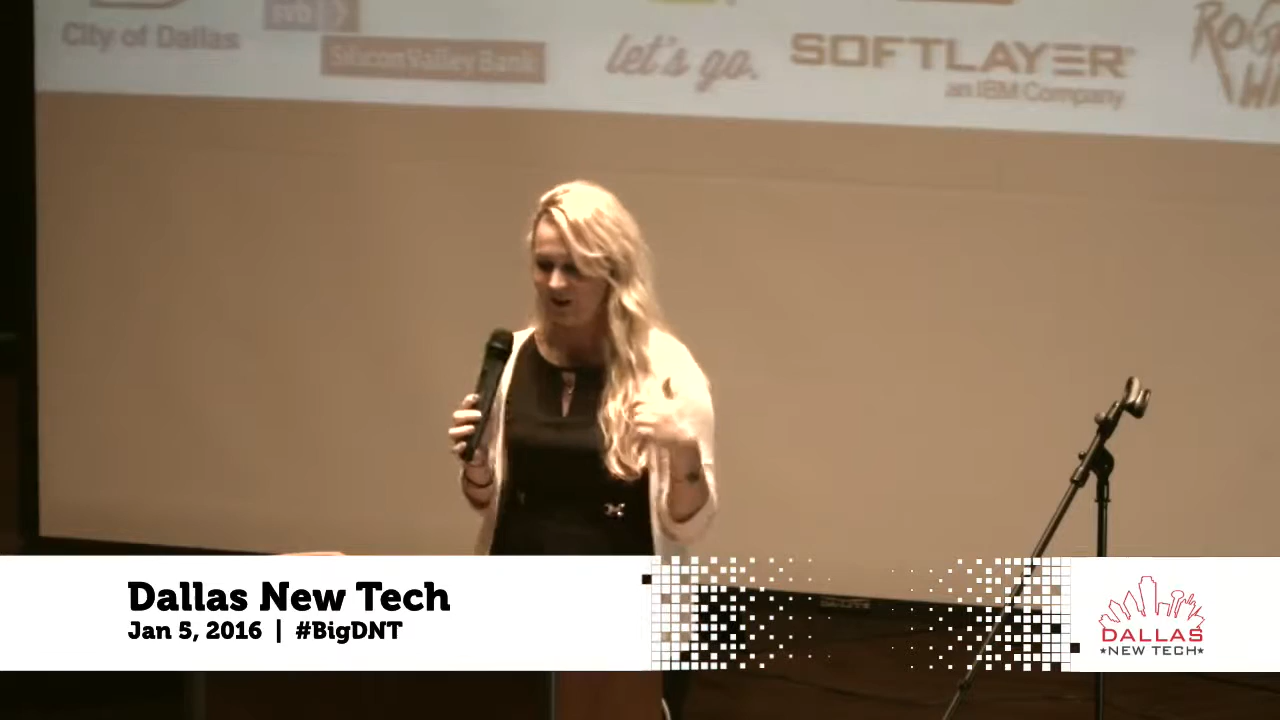 City of Dallas
svb
Silicon Valley Bank
let's go.
SOFTLAYER
an IBM Company
Dallas New Tech
Jan 5, 2016 | #BigDNT
DALLAS
NEW TECH